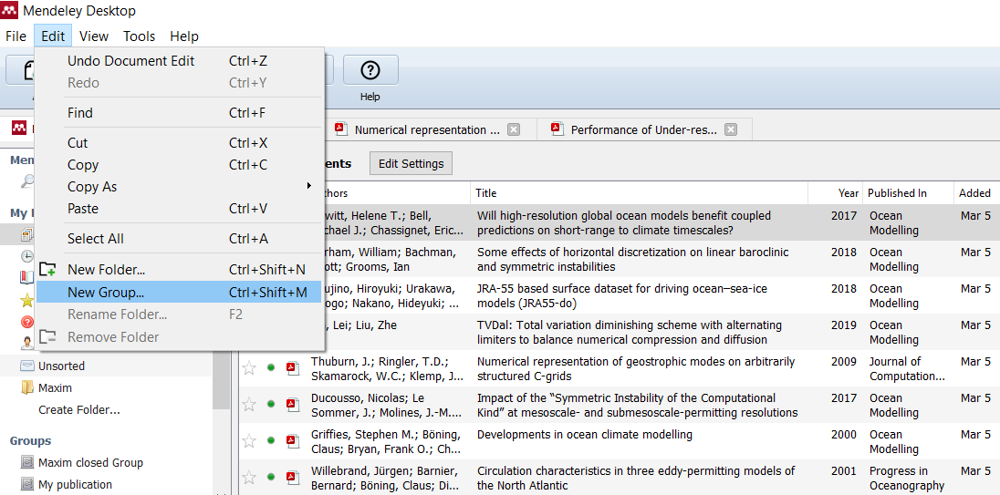 Mendeley Desktop
File Edit View Tools Help
Undo Document Edit Ctrl+Z
Redo Ctrl+Y
Find Ctrl+F
Cut Ctrl+X
Copy Ctrl+C
Copy As
Paste Ctrl+V
Select All Ctrl+A
New Folder... Ctrl+Shift+N
New Group... Ctrl+Shift+M
Rename Folder... F2
Remove Folder
Help
Numerical representation ...
Performance of Under-res...
Men
My
Unsorted
Maxim
Create Folder...
Groups
Maxim closed Group
My publication
ents Edit Settings
hors Title Year Published In Added
witt, Helene T.; Bell, Will high-resolution global ocean models benefit coupled 2017 Ocean Mar 5
chael J.; Chassignet, Eric... predictions on short-range to climate timescales? Modelling
rham, William; Bachman, Some effects of horizontal discretization on linear baroclinic 2018 Ocean Mar 5
ott; Grooms, Ian and symmetric instabilities Modelling
ujino, Hiroyuki; Urakawa, JRA-55 based surface dataset for driving ocean–sea-ice 2018 Ocean Mar 5
ogo; Nakano, Hideyuki; ... models (JRA55-do) Modelling
, Lei; Liu, Zhe TVDal: Total variation diminishing scheme with alternating 2019 Ocean Mar 5
limiters to balance numerical compression and diffusion Modelling
Thuburn, J.; Ringler, T.D.; Numerical representation of geostrophic modes on arbitrarily 2009 Journal of Mar 5
Skamarock, W.C.; Klemp, J... structured C-grids Computation...
Ducousso, Nicolas; Le Impact of the “Symmetric Instability of the Computational 2017 Ocean Mar 5
Sommer, J.; Molines, J.-M.... Kind” at mesoscale- and submesoscale-permitting resolutions Modelling
Griffies, Stephen M.; Böning, Developments in ocean climate modelling 2000 Ocean Mar 5
Claus; Bryan, Frank O.; Ch... Modelling
Willebrand, Jürgen; Barnier, Circulation characteristics in three eddy-permitting models of 2001 Progress in Mar 5
Bernard; Böning, Claus; Di... the North Atlantic Oceanography